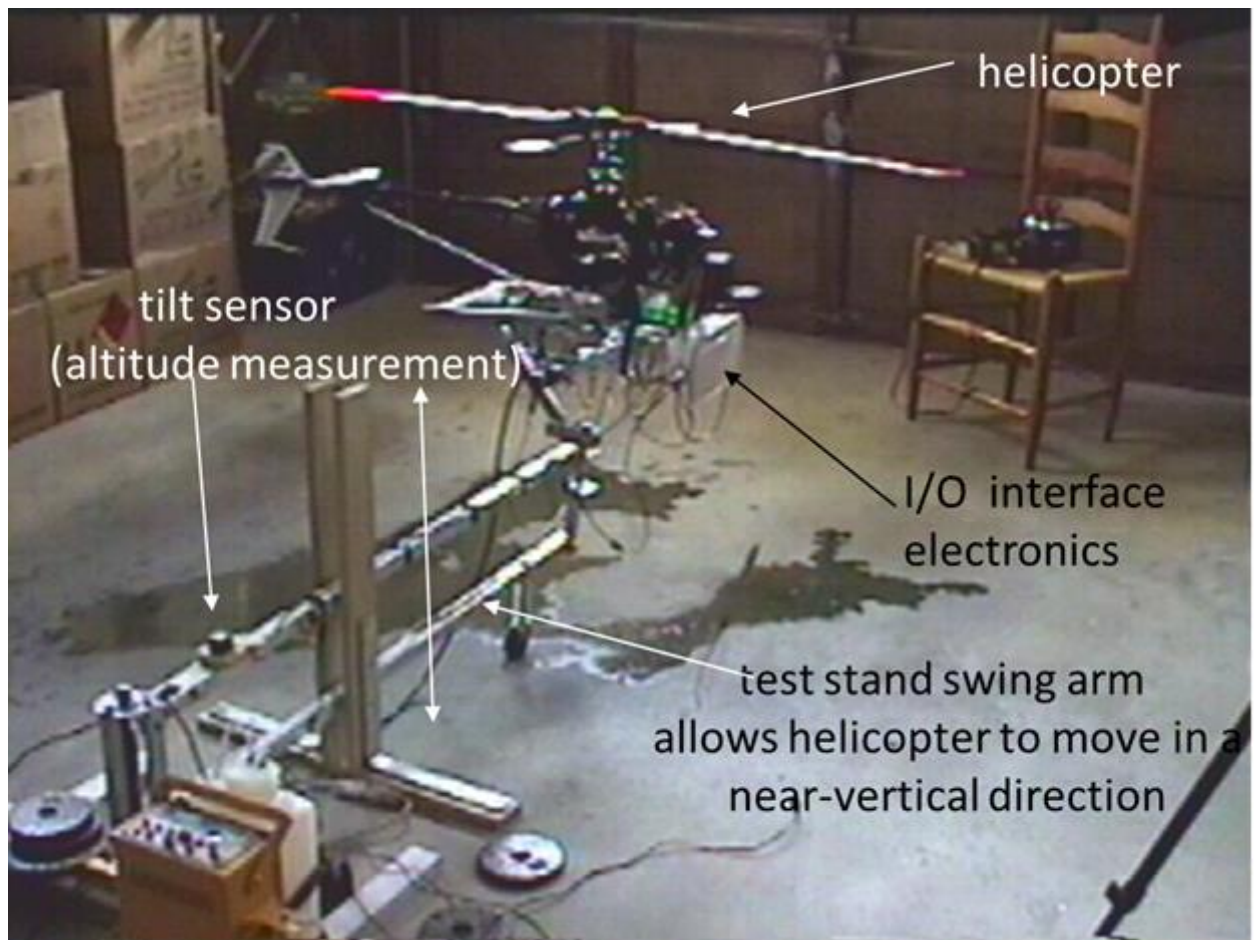 helicopter
tilt sensor
(altitude measurement)
I/O interface
electronics
test stand swing arm
allows helicopter to move in a
near-vertical direction